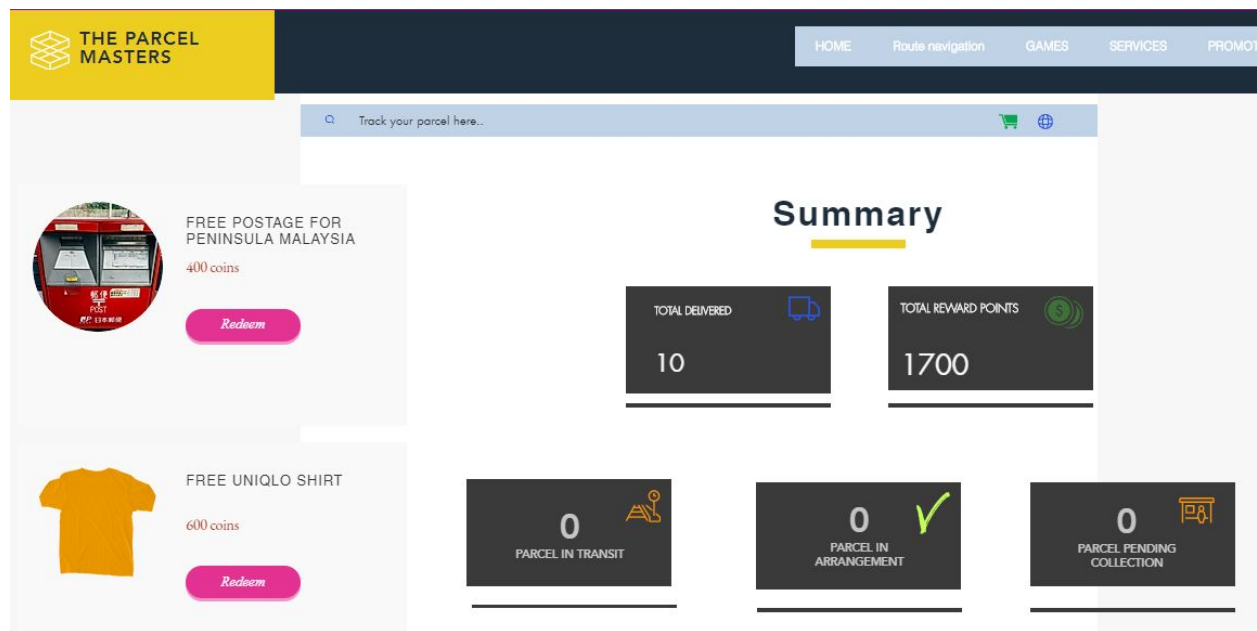 THE PARCEL
MASTERS
HOME Route navigation GAMES SERVICES PROMOT
Track your parcel here..
FREE POSTAGE FOR
PENINSULA MALAYSIA
400 coins
Redeem
POST
Summary
TOTAL DELIVERED
10
TOTAL REWARD POINTS
1700
FREE UNIQLO SHIRT
600 coins
Redeem
0
PARCEL IN TRANSIT
0
PARCEL IN
ARRANGEMENT
0
PARCEL PENDING
COLLECTION